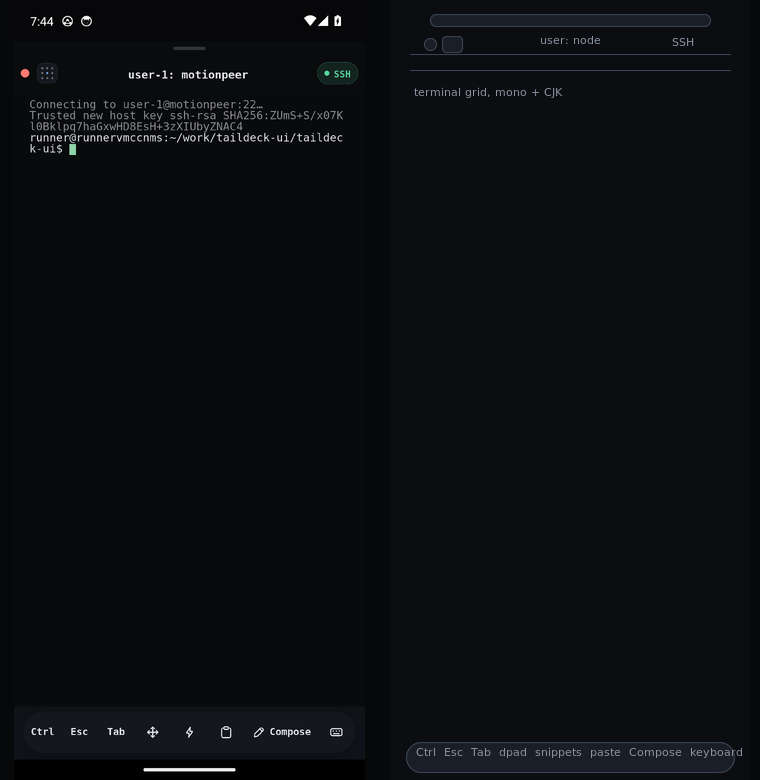 7:44
user-1: motionpeer
SSH
Connecting to user-1@motionpeer:22…
Trusted new host key ssh-rsa SHA256:ZUmS+S/x07K
l0Bklpq7haGxwHD8EsH+3zXIUbyZNAC4
runner@runnervmccnms:~/work/taildeck-ui/taildec
k-ui$
Ctrl Esc Tab Compose
user: node
SSH
terminal grid, mono + CJK
Ctrl Esc Tab dpad snippets paste Compose keyboard